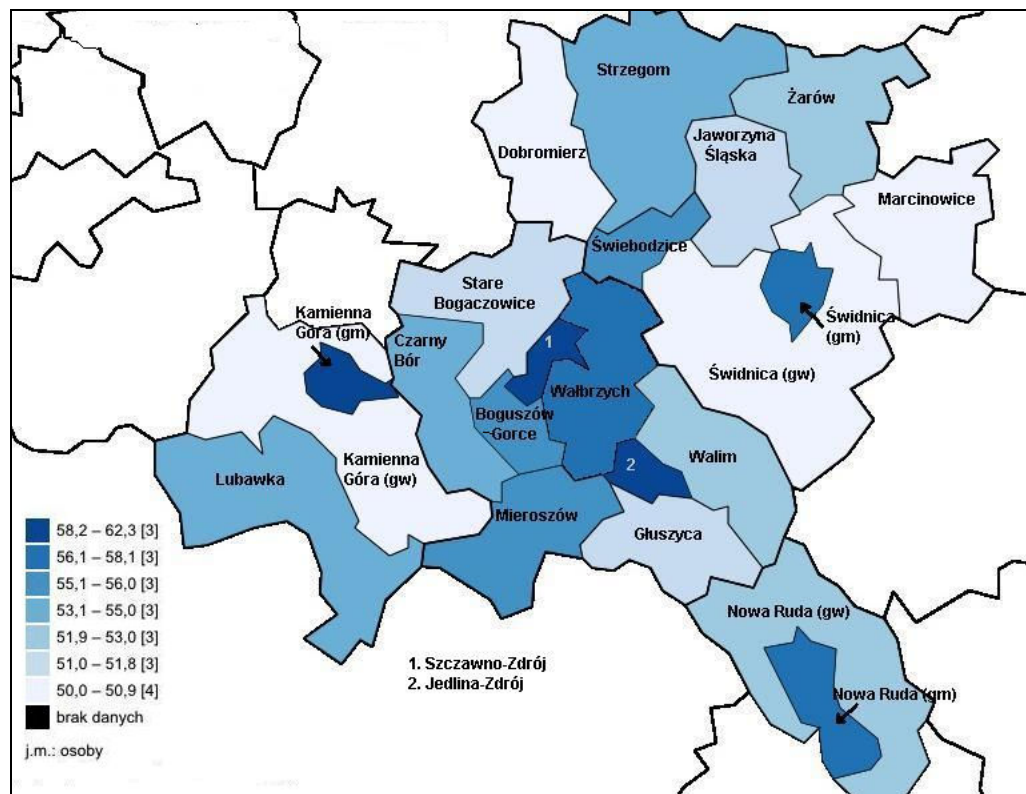 Strzegom
Żarów
Jaworzyna
Śląska
Dobromierz
Marcinowice
Świebodzice
Stare
Bogaczowice
Kamienna
Góra (gm)
Świdnica
(gm)
Czarny
Bór
1
Świdnica (gw)
Wałbrzych
Boguszów
-Gorce
Walim
2
Kamienna
Góra (gw)
Lubawka
Mieroszów
Głuszyca
58,2 – 62,3 [3]
56,1 – 58,1 [3]
55,1 – 56,0 [3]
53,1 – 55,0 [3]
51,9 – 53,0 [3]
51,0 – 51,8 [3]
50,0 – 50,9 [4]
brak danych
j.m.: osoby
Nowa Ruda (gw)
1. Szczawno-Zdrój
2. Jedlina-Zdrój
Nowa Ruda (gm)